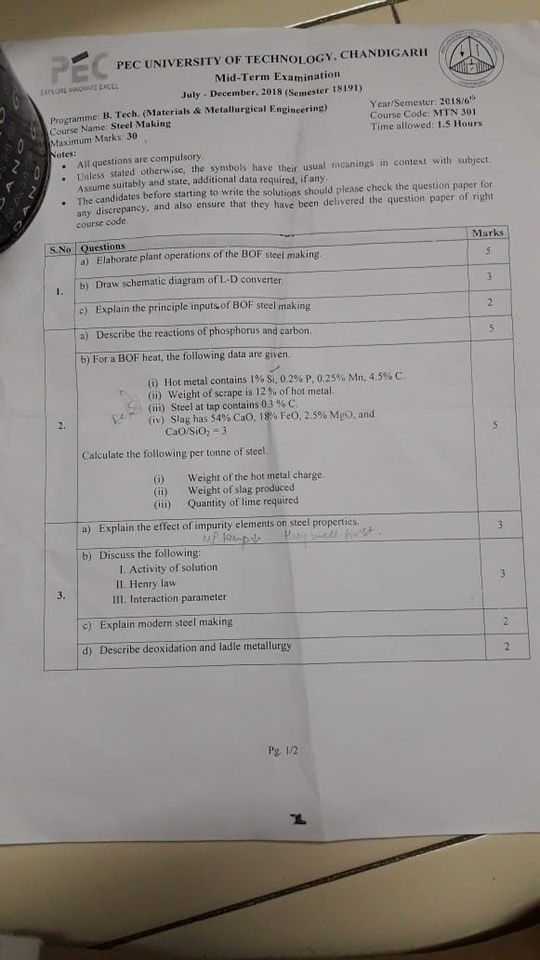 PEC
EXPLORE INNOVATE EXCEL
PEC UNIVERSITY OF TECHNOLOGY, CHANDIGARH
Mid-Term Examination
July - December, 2018 (Semester 18191)
Programme: B. Tech. (Materials & Metallurgical Engineering)
Year/Semester: 2018/6th
Course Name: Steel Making
Course Code: MTN 301
Maximum Marks: 30
Time allowed: 1.5 Hours
Notes:
• All questions are compulsory.
• Unless stated otherwise, the symbols have their usual meanings in context with subject.
Assume suitably and state, additional data required, if any.
• The candidates before starting to write the solutions should please check the question paper for
any discrepancy, and also ensure that they have been delivered the question paper of right
course code.
S.No Questions Marks
1.
a) Elaborate plant operations of the BOF steel making. 5
b) Draw schematic diagram of L-D converter. 3
c) Explain the principle inputs of BOF steel making 2
2.
a) Describe the reactions of phosphorus and carbon. 5
b) For a BOF heat, the following data are given.
(i) Hot metal contains 1% Si, 0.2% P, 0.25% Mn, 4.5% C.
(ii) Weight of scrape is 12 % of hot metal.
(iii) Steel at tap contains 0.3 % C.
(iv) Slag has 54% CaO, 18% FeO, 2.5% MgO, and
CaO/SiO2 = 3
5
Calculate the following per tonne of steel.
(i) Weight of the hot metal charge.
(ii) Weight of slag produced
(iii) Quantity of lime required
3.
a) Explain the effect of impurity elements on steel properties. 3
b) Discuss the following:
I. Activity of solution
II. Henry law
III. Interaction parameter
3
c) Explain modern steel making 2
d) Describe deoxidation and ladle metallurgy 2
Pg. 1/2